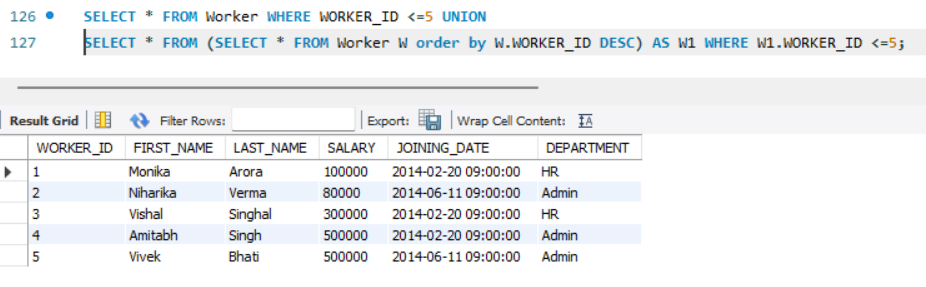 126 SELECT * FROM Worker WHERE WORKER_ID <=5 UNION
127 SELECT * FROM (SELECT * FROM Worker W order by W.WORKER_ID DESC) AS W1 WHERE W1.WORKER_ID <=5;
Result Grid Filter Rows: Export: Wrap Cell Content: IA
WORKER_ID FIRST_NAME LAST_NAME SALARY JOINING_DATE DEPARTMENT
1 Monika Arora 100000 2014-02-20 09:00:00 HR
2 Niharika Verma 80000 2014-06-11 09:00:00 Admin
3 Vishal Singhal 300000 2014-02-20 09:00:00 HR
4 Amitabh Singh 500000 2014-02-20 09:00:00 Admin
5 Vivek Bhati 500000 2014-06-11 09:00:00 Admin